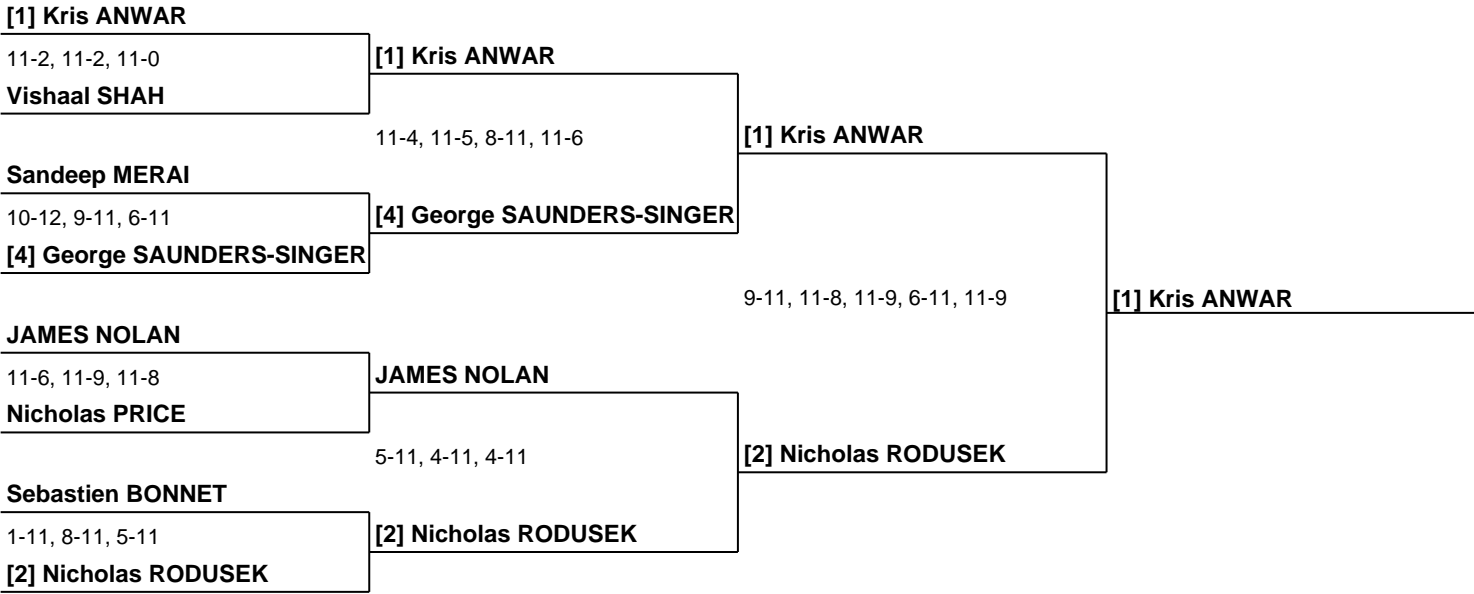 [1] Kris ANWAR
11-2, 11-2, 11-0
[1] Kris ANWAR
Vishaal SHAH
11-4, 11-5, 8-11, 11-6
[1] Kris ANWAR
Sandeep MERAI
10-12, 9-11, 6-11
[4] George SAUNDERS-SINGER
[4] George SAUNDERS-SINGER
9-11, 11-8, 11-9, 6-11, 11-9
[1] Kris ANWAR
JAMES NOLAN
11-6, 11-9, 11-8
JAMES NOLAN
Nicholas PRICE
5-11, 4-11, 4-11
[2] Nicholas RODUSEK
Sebastien BONNET
1-11, 8-11, 5-11
[2] Nicholas RODUSEK
[2] Nicholas RODUSEK